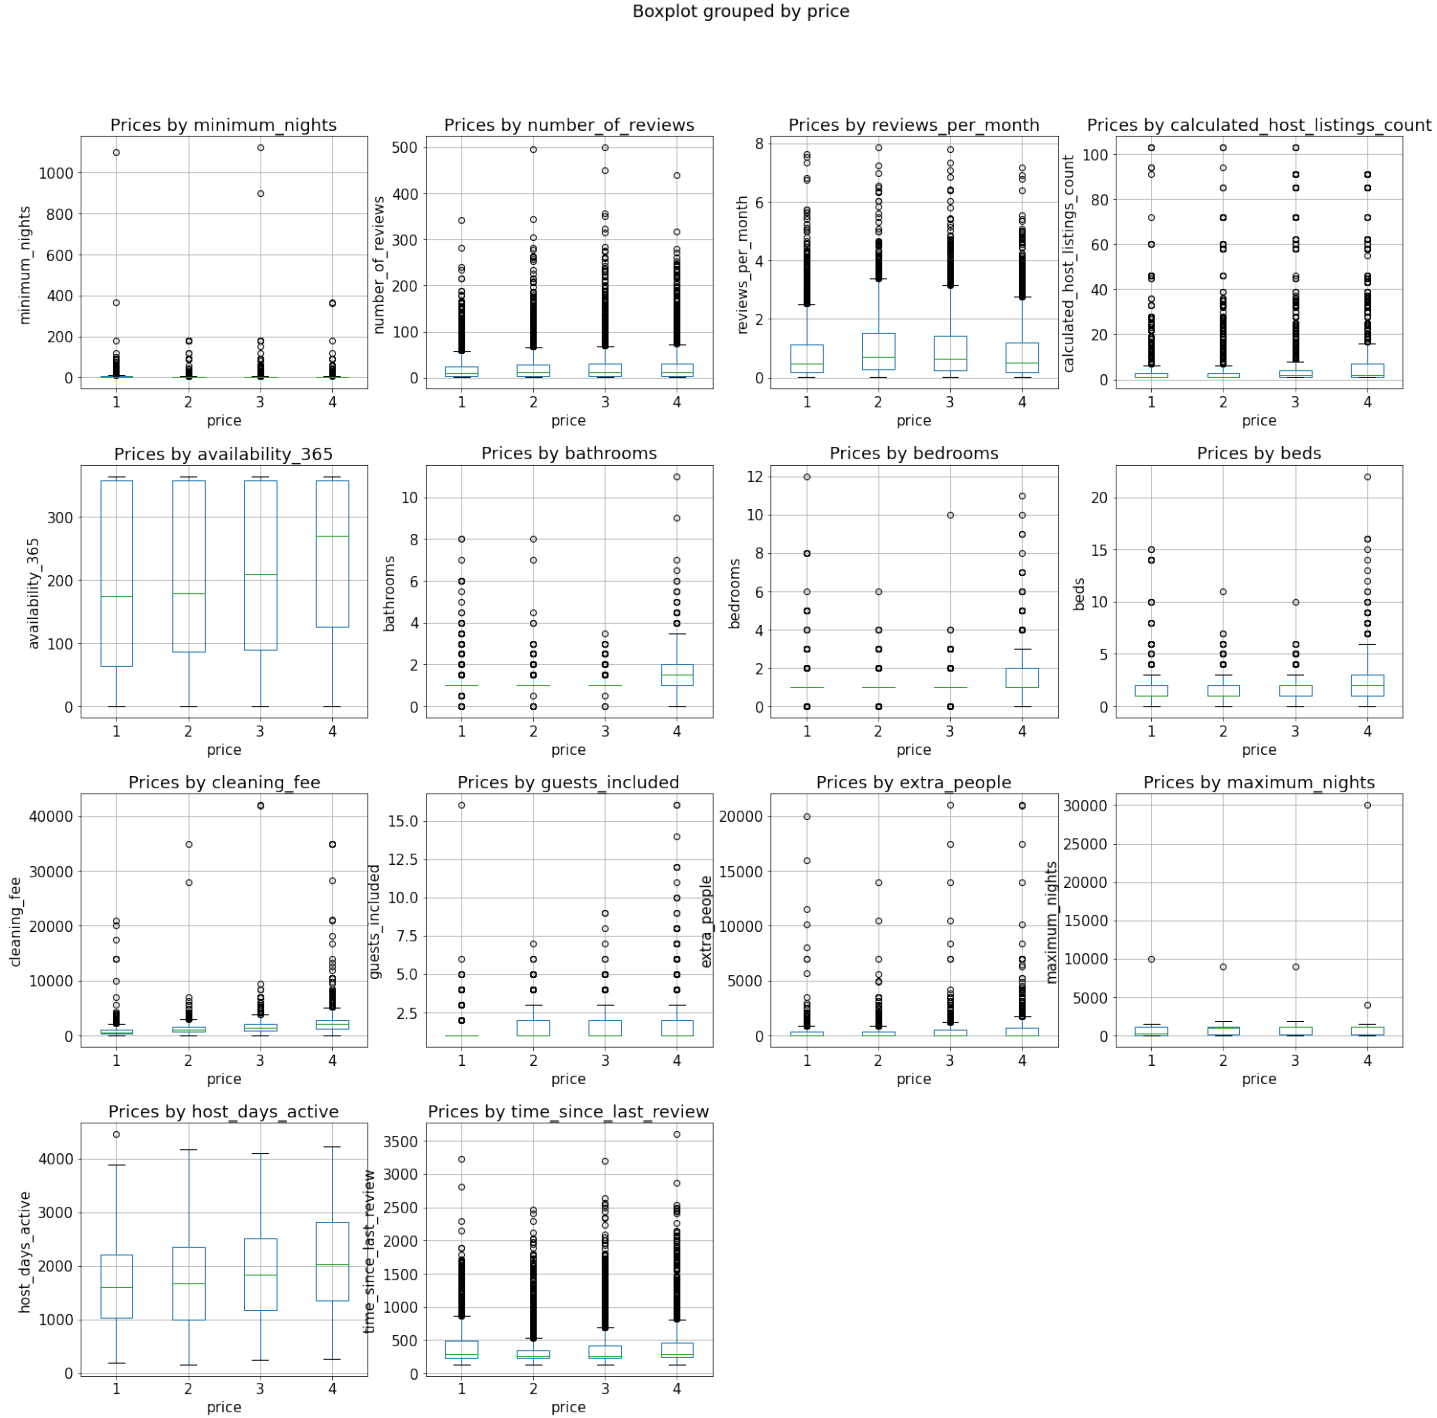 Boxplot grouped by price
Prices by minimum_nights
minimum_nights
1000
800
600
400
200
0
1 2 3 4
price
Prices by number_of_reviews
number_of_reviews
500
400
300
200
100
0
1 2 3 4
price
Prices by reviews_per_month
reviews_per_month
8
6
4
2
0
1 2 3 4
price
Prices by calculated_host_listings_count
calculated_host_listings_count
100
80
60
40
20
0
1 2 3 4
price
Prices by availability_365
availability_365
300
200
100
0
1 2 3 4
price
Prices by bathrooms
bathrooms
10
8
6
4
2
0
1 2 3 4
price
Prices by bedrooms
bedrooms
12
10
8
6
4
2
0
1 2 3 4
price
Prices by beds
beds
20
15
10
5
0
1 2 3 4
price
Prices by cleaning_fee
cleaning_fee
40000
30000
20000
10000
0
1 2 3 4
price
Prices by guests_included
guests_included
15.0
12.5
10.0
7.5
5.0
2.5
1 2 3 4
price
Prices by extra_people
extra_people
20000
15000
10000
5000
0
1 2 3 4
price
Prices by maximum_nights
maximum_nights
30000
25000
20000
15000
10000
5000
0
1 2 3 4
price
Prices by host_days_active
host_days_active
4000
3000
2000
1000
0
1 2 3 4
price
Prices by time_since_last_review
time_since_last_review
3500
3000
2500
2000
1500
1000
500
0
1 2 3 4
price